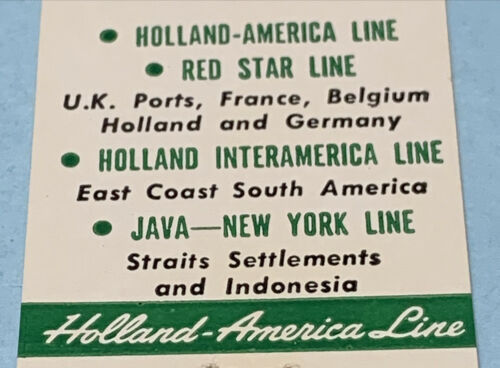 • HOLLAND-AMERICA LINE
• RED STAR LINE
U.K. Ports, France, Belgium
Holland and Germany
• HOLLAND INTERAMERICA LINE
East Coast South America
• JAVA—NEW YORK LINE
Straits Settlements
and Indonesia
Holland-America Line